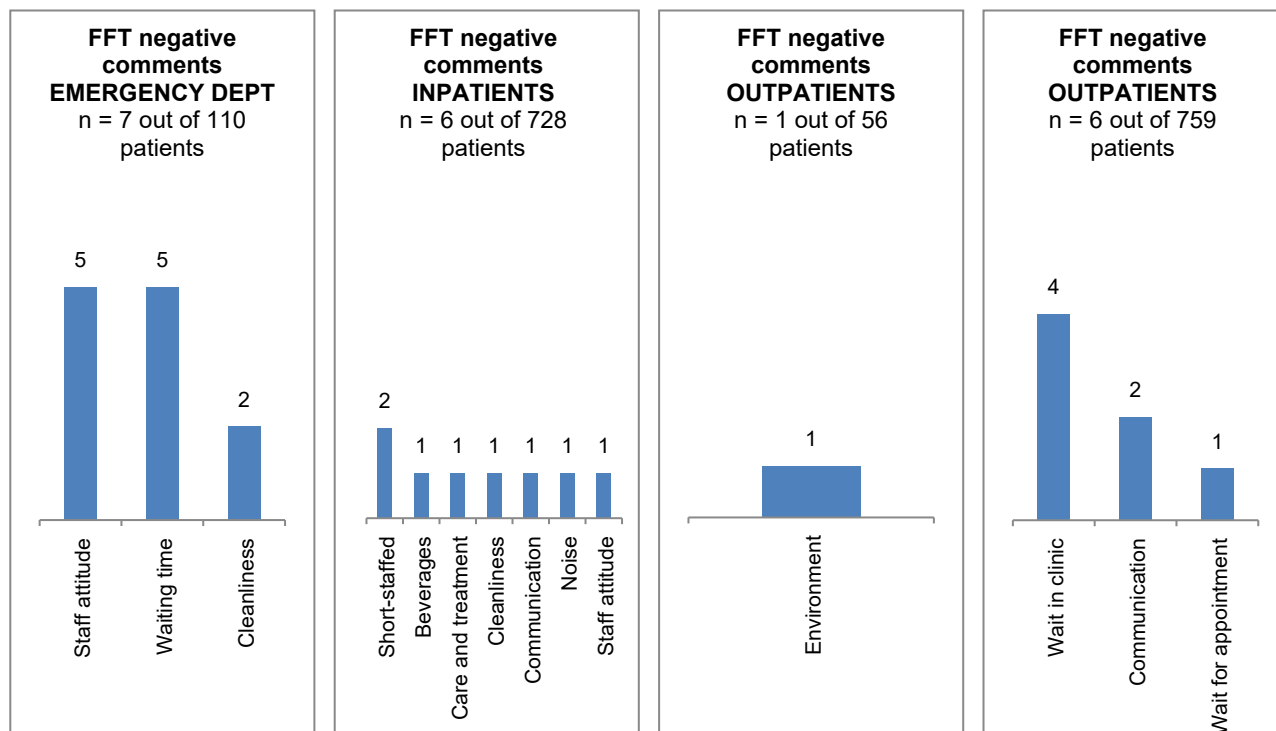 FFT negative
comments
EMERGENCY DEPT
n = 7 out of 110
patients
5
5
2
Staff attitude
Waiting time
Cleanliness
FFT negative
comments
INPATIENTS
n = 6 out of 728
patients
2
1
1
1
1
1
1
Short-staffed
Beverages
Care and treatment
Cleanliness
Communication
Noise
Staff attitude
FFT negative
comments
OUTPATIENTS
n = 1 out of 56
patients
1
Environment
FFT negative
comments
OUTPATIENTS
n = 6 out of 759
patients
4
2
1
Wait in clinic
Communication
Wait for appointment